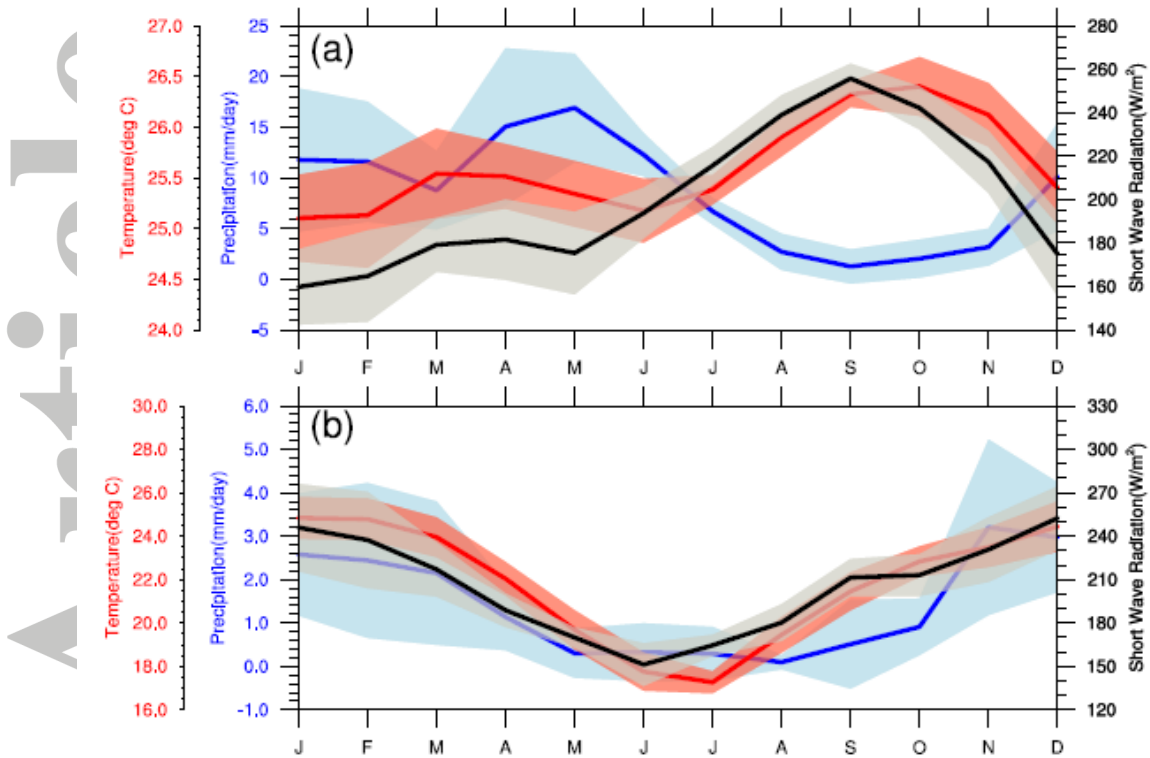 27.0 25 280
(a)
26.5 20 260
240
26.0 15
220
25.5 10
200
25.0 5
180
24.5 0 160
24.0 -5 140
Temperature(deg C)
Precipitation(mm/day)
Short Wave Radiation(W/m²)
J F M A M J J A S O N D
30.0 6.0 330
(b)
28.0 5.0 300
26.0 4.0 270
24.0 3.0 240
22.0 2.0 210
20.0 1.0 180
18.0 0.0 150
16.0 -1.0 120
Temperature(deg C)
Precipitation(mm/day)
Short Wave Radiation(W/m²)
J F M A M J J A S O N D